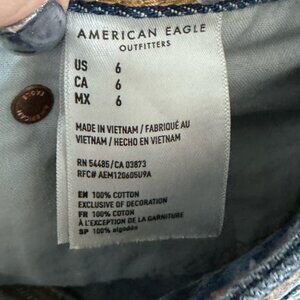 AMERICAN EAGLE
OUTFITTERS
US 6
CA 6
MX 6
MADE IN VIETNAM / FABRIQUÉ AU
VIETNAM / HECHO EN VIETNAM
RN 54485/CA 03873
RFC# AEM120605U9A
EN 100% COTTON
EXCLUSIVE OF DECORATION
FR 100% COTON
À L'EXCEPTION DE LA GARNITURE
SP 100% algodón